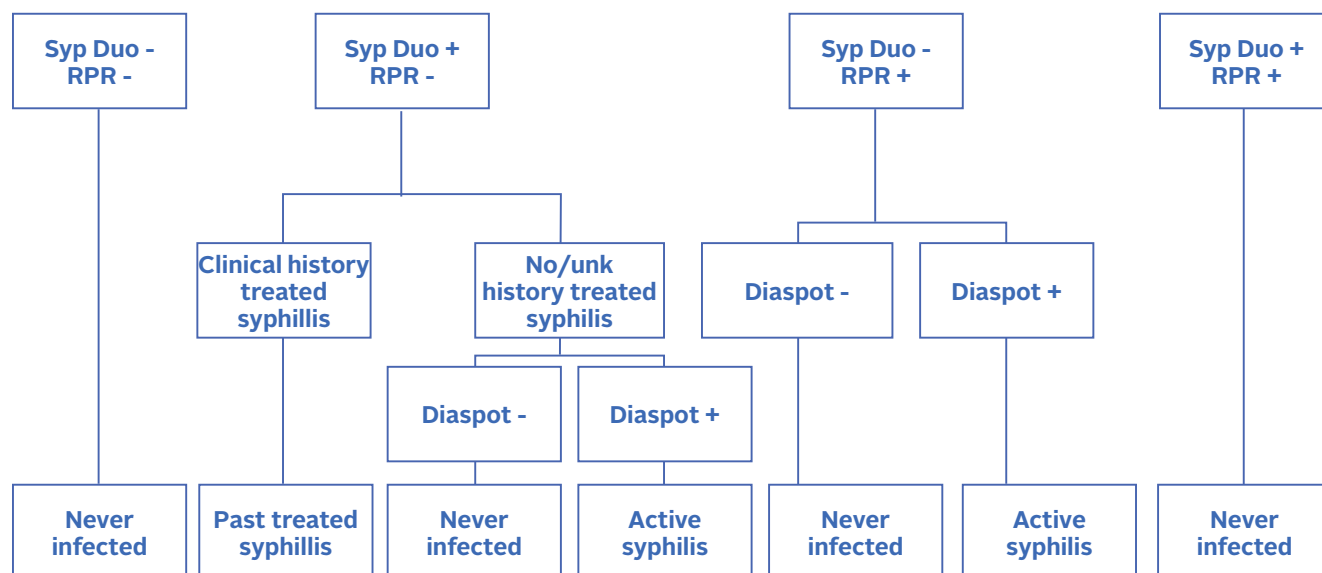 Syp Duo -
RPR -
Syp Duo +
RPR -
Syp Duo -
RPR +
Syp Duo +
RPR +
Clinical history
treated
syphillis
No/unk
history treated
syphilis
Diaspot -
Diaspot +
Diaspot -
Diaspot +
Never
infected
Past treated
syphillis
Never
infected
Active
syphilis
Never
infected
Active
syphilis
Never
infected